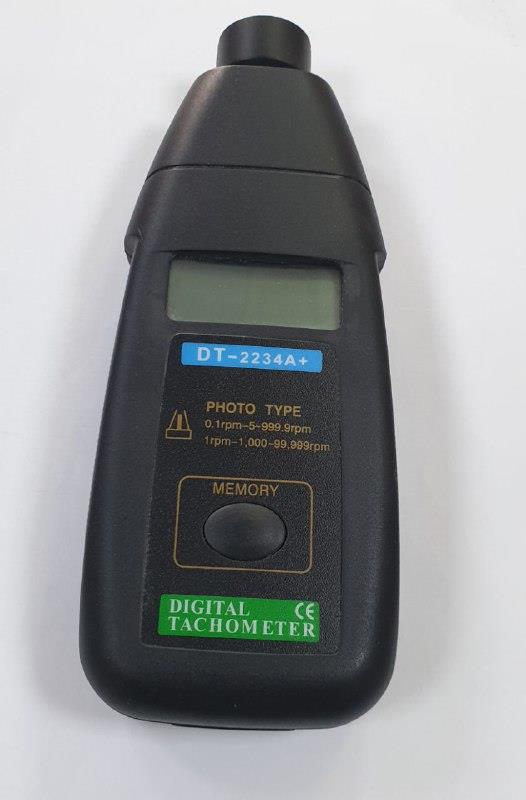 DT-2234A+
PHOTO TYPE
0.1rpm-5-999.9rpm
1rpm-1,000-99,999rpm
MEMORY
DIGITAL CE
TACHOMETER